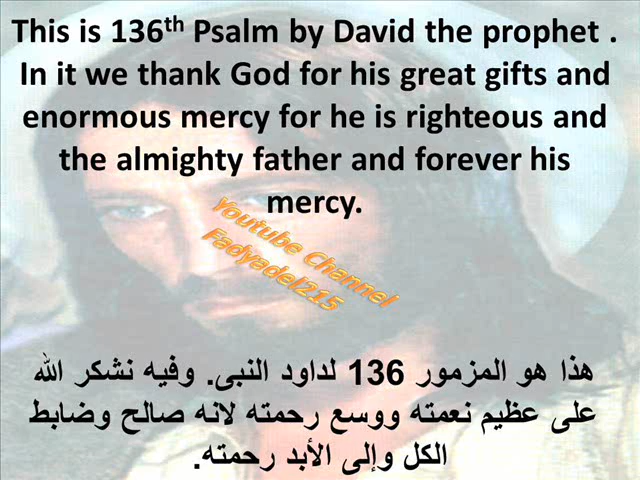 This is 136th Psalm by David the prophet .
In it we thank God for his great gifts and
enormous mercy for he is righteous and
the almighty father and forever his
mercy.
Youtube Channel
Fadyadel215
هذا هو المزمور 136 لداود النبى. وفيه نشكر الله
على عظيم نعمته ووسع رحمته لانه صالح وضابط
الكل وإلى الأبد رحمته.